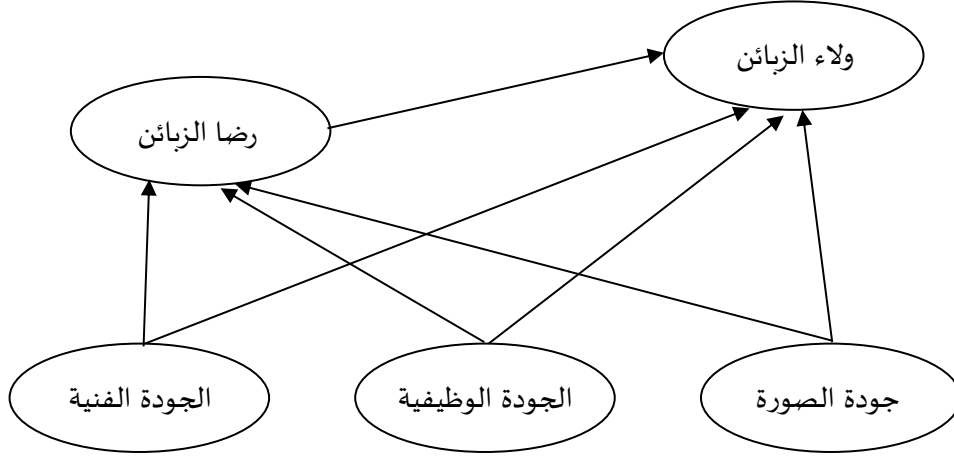 ولاء الزبائن
رضا الزبائن
جودة الصورة
الجودة الوظيفية
الجودة الفنية